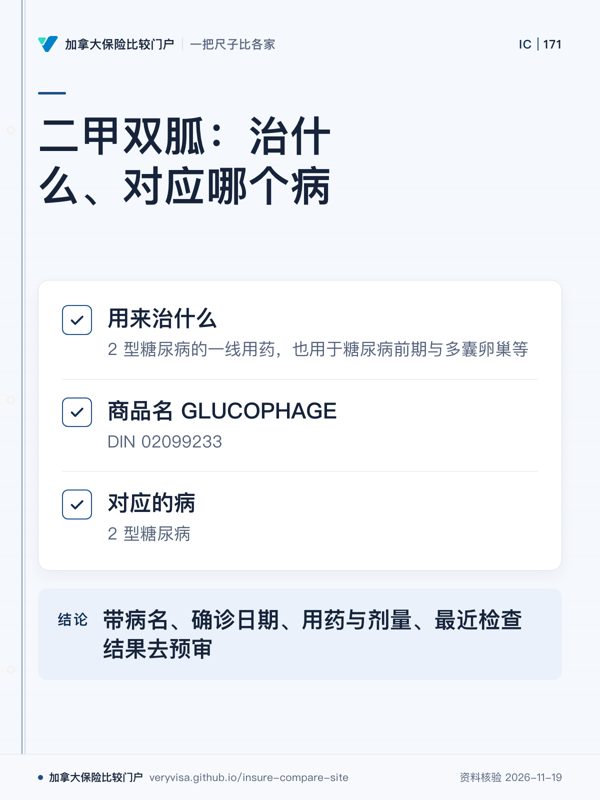 加拿大保险比较门户 | 一把尺子比各家
IC | 171
二甲双胍：治什
么、对应哪个病
用来治什么
2 型糖尿病的一线用药，也用于糖尿病前期与多囊卵巢等
商品名 GLUCOPHAGE
DIN 02099233
对应的病
2 型糖尿病
结论 带病名、确诊日期、用药与剂量、最近检查
结果去预审
加拿大保险比较门户 veryvisa.github.io/insure-compare-site
资料核验 2026-11-19